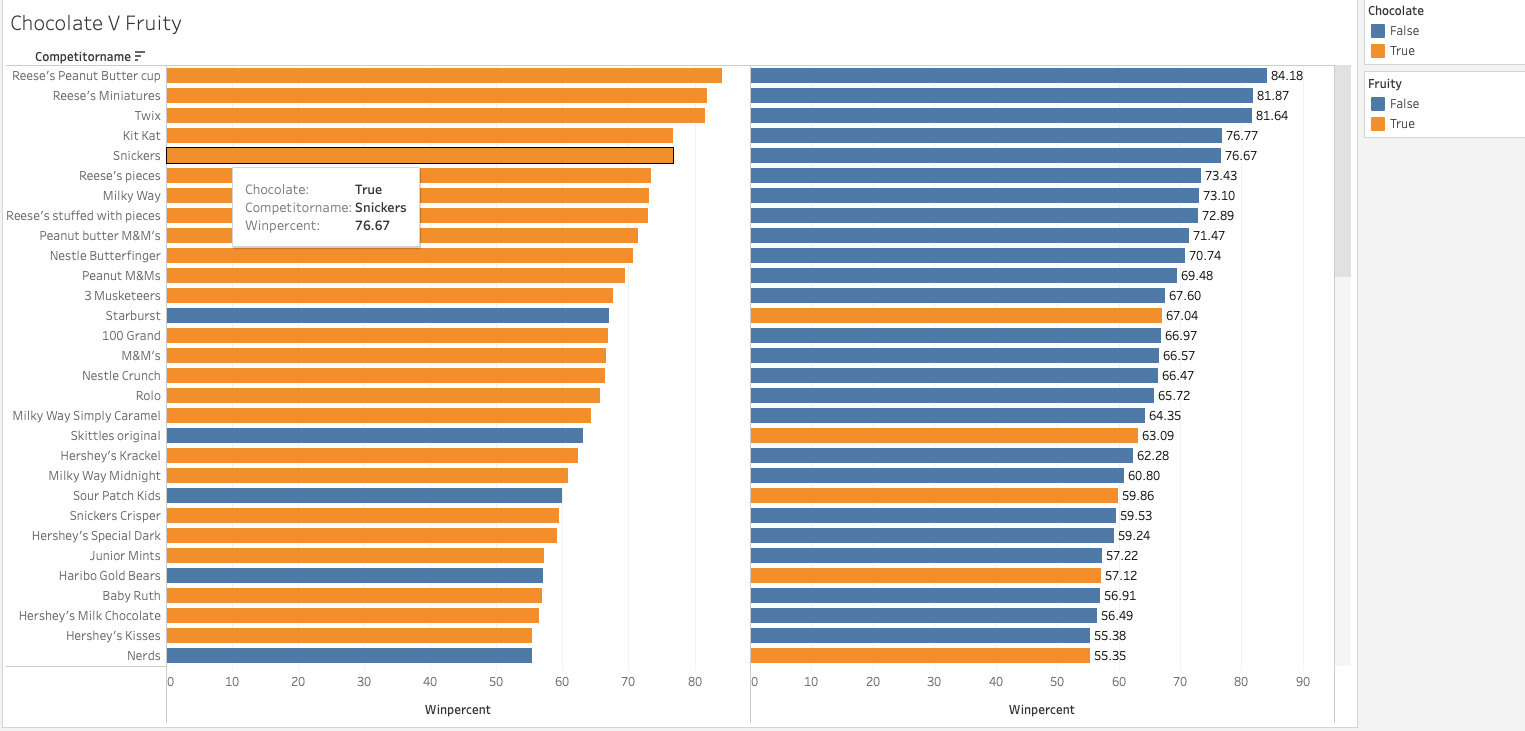 Chocolate V Fruity
Competitorname
Reese's Peanut Butter cup 84.18
Reese's Miniatures 81.87
Twix 81.64
Kit Kat 76.77
Snickers 76.67
Reese's pieces 73.43
Milky Way 73.10
Reese's stuffed with pieces 72.89
Peanut butter M&M's 71.47
Nestle Butterfinger 70.74
Peanut M&Ms 69.48
3 Musketeers 67.60
Starburst 67.04
100 Grand 66.97
M&M's 66.57
Nestle Crunch 66.47
Rolo 65.72
Milky Way Simply Caramel 64.35
Skittles original 63.09
Hershey's Krackel 62.28
Milky Way Midnight 60.80
Sour Patch Kids 59.86
Snickers Crisper 59.53
Hershey's Special Dark 59.24
Junior Mints 57.22
Haribo Gold Bears 57.12
Baby Ruth 56.91
Hershey's Milk Chocolate 56.49
Hershey's Kisses 55.38
Nerds 55.35
Chocolate: True
Competitorname: Snickers
Winpercent: 76.67
0 10 20 30 40 50 60 70 80
Winpercent
0 10 20 30 40 50 60 70 80 90
Winpercent
Chocolate
False
True
Fruity
False
True